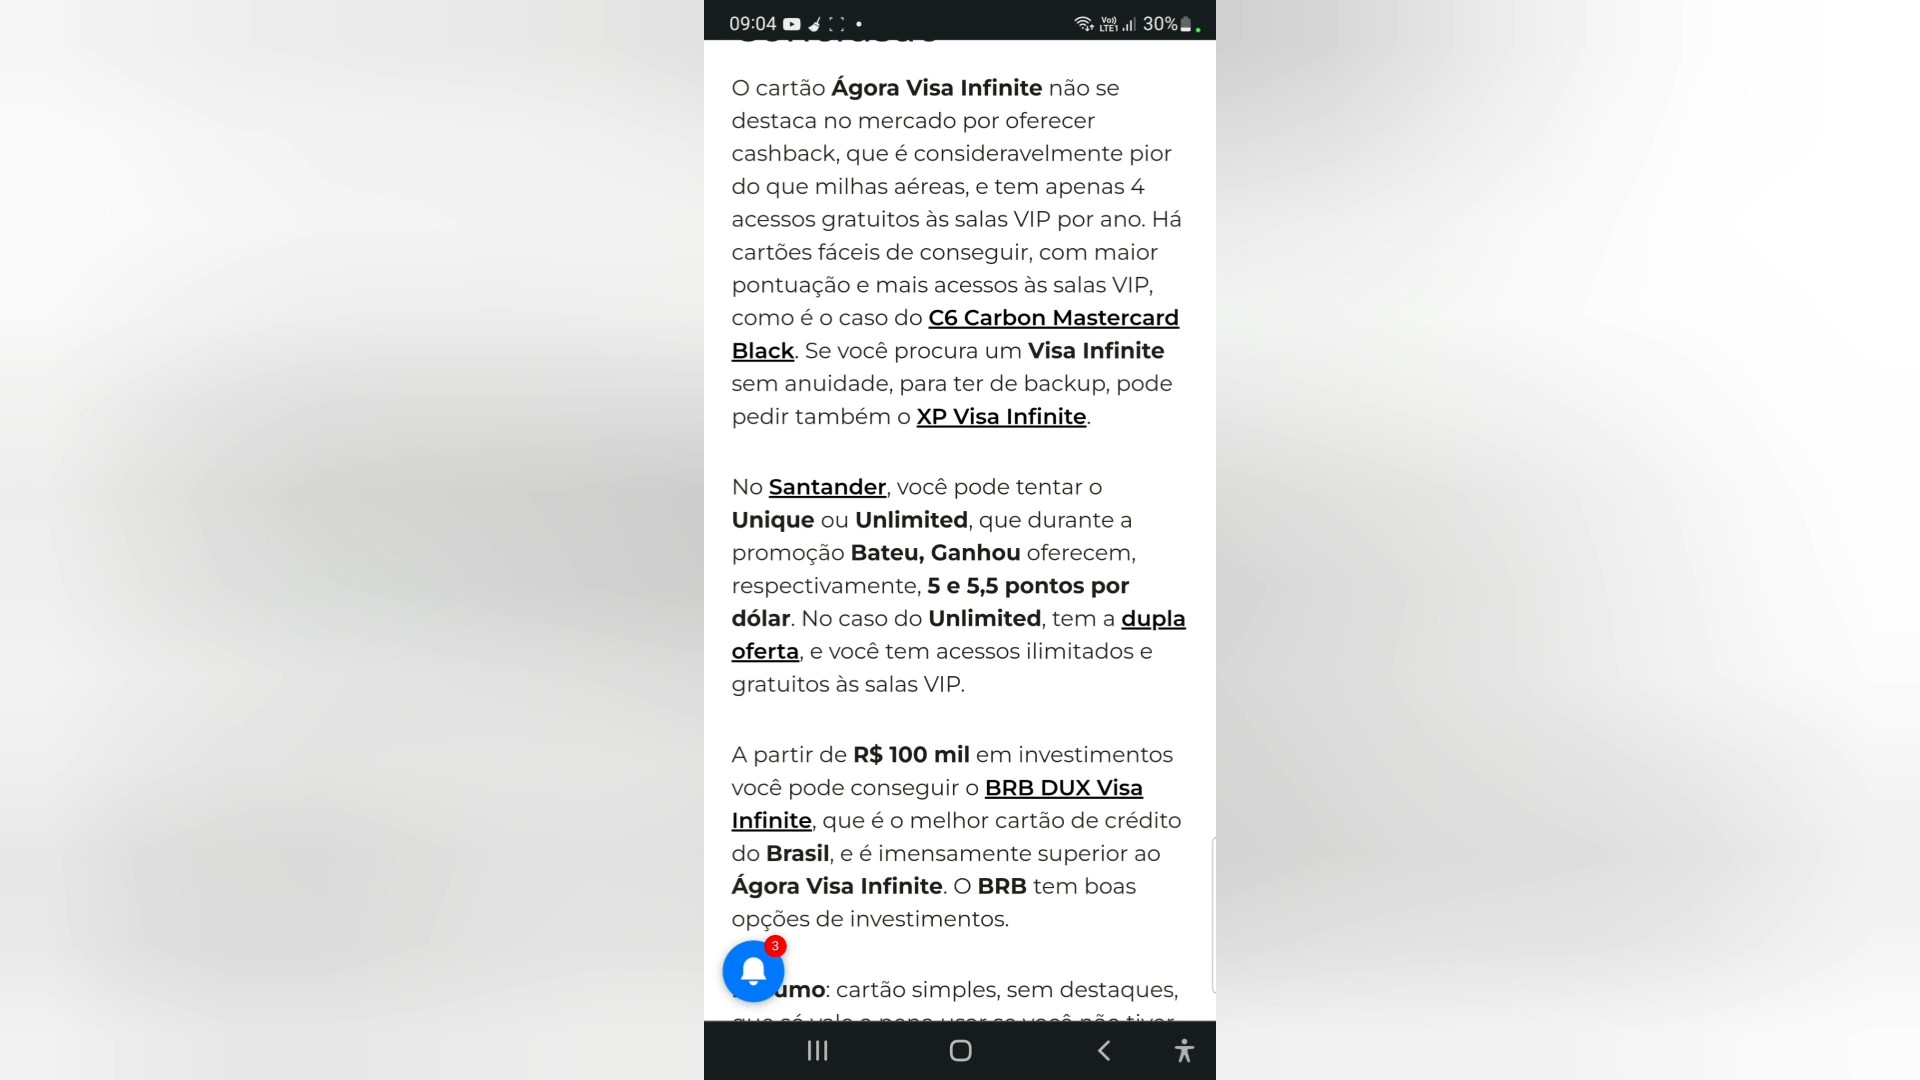 09:04
Vo))
LTE1
30%
O cartão Ágora Visa Infinite não se
destaca no mercado por oferecer
cashback, que é consideravelmente pior
do que milhas aéreas, e tem apenas 4
acessos gratuitos às salas VIP por ano. Há
cartões fáceis de conseguir, com maior
pontuação e mais acessos às salas VIP,
como é o caso do C6 Carbon Mastercard
Black. Se você procura um Visa Infinite
sem anuidade, para ter de backup, pode
pedir também o XP Visa Infinite.
No Santander, você pode tentar o
Unique ou Unlimited, que durante a
promoção Bateu, Ganhou oferecem,
respectivamente, 5 e 5,5 pontos por
dólar. No caso do Unlimited, tem a dupla
oferta, e você tem acessos ilimitados e
gratuitos às salas VIP.
A partir de R$ 100 mil em investimentos
você pode conseguir o BRB DUX Visa
Infinite, que é o melhor cartão de crédito
do Brasil, e é imensamente superior ao
Ágora Visa Infinite. O BRB tem boas
opções de investimentos.
3
umo: cartão simples, sem destaques,